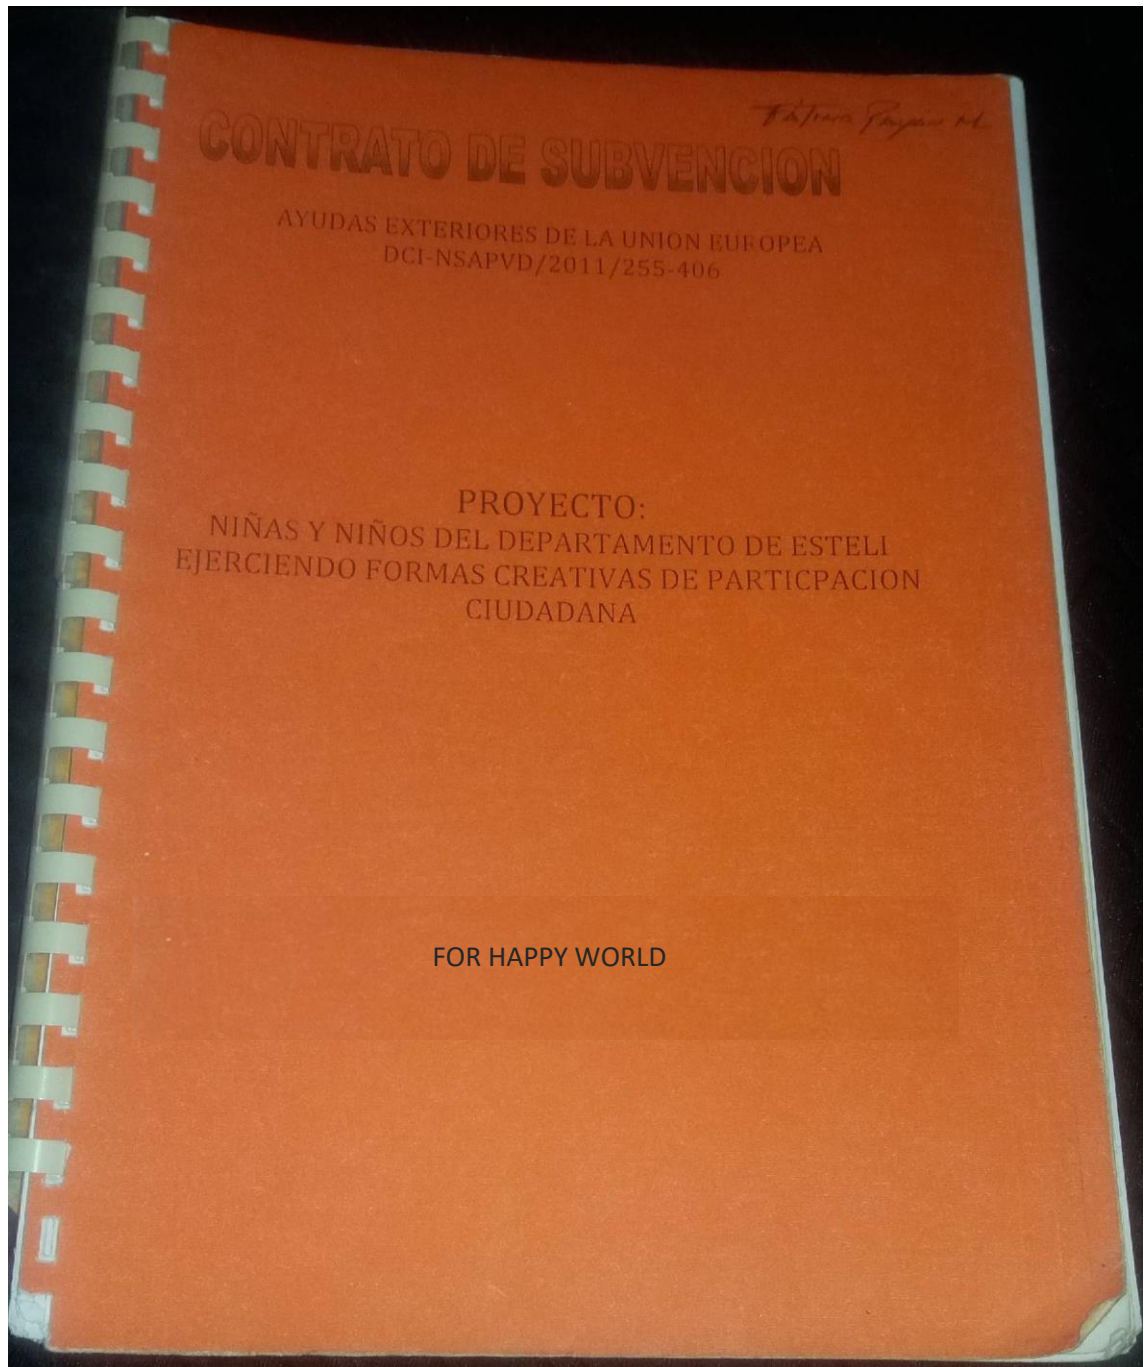 CONTRATO DE SUBVENCION
AYUDAS EXTERIORES DE LA UNION EUROPEA
DCI-NSAPVD/2011/255-406
PROYECTO:
NIÑAS Y NIÑOS DEL DEPARTAMENTO DE ESTELI
EJERCIENDO FORMAS CREATIVAS DE PARTICPACION
CIUDADANA
FOR HAPPY WORLD